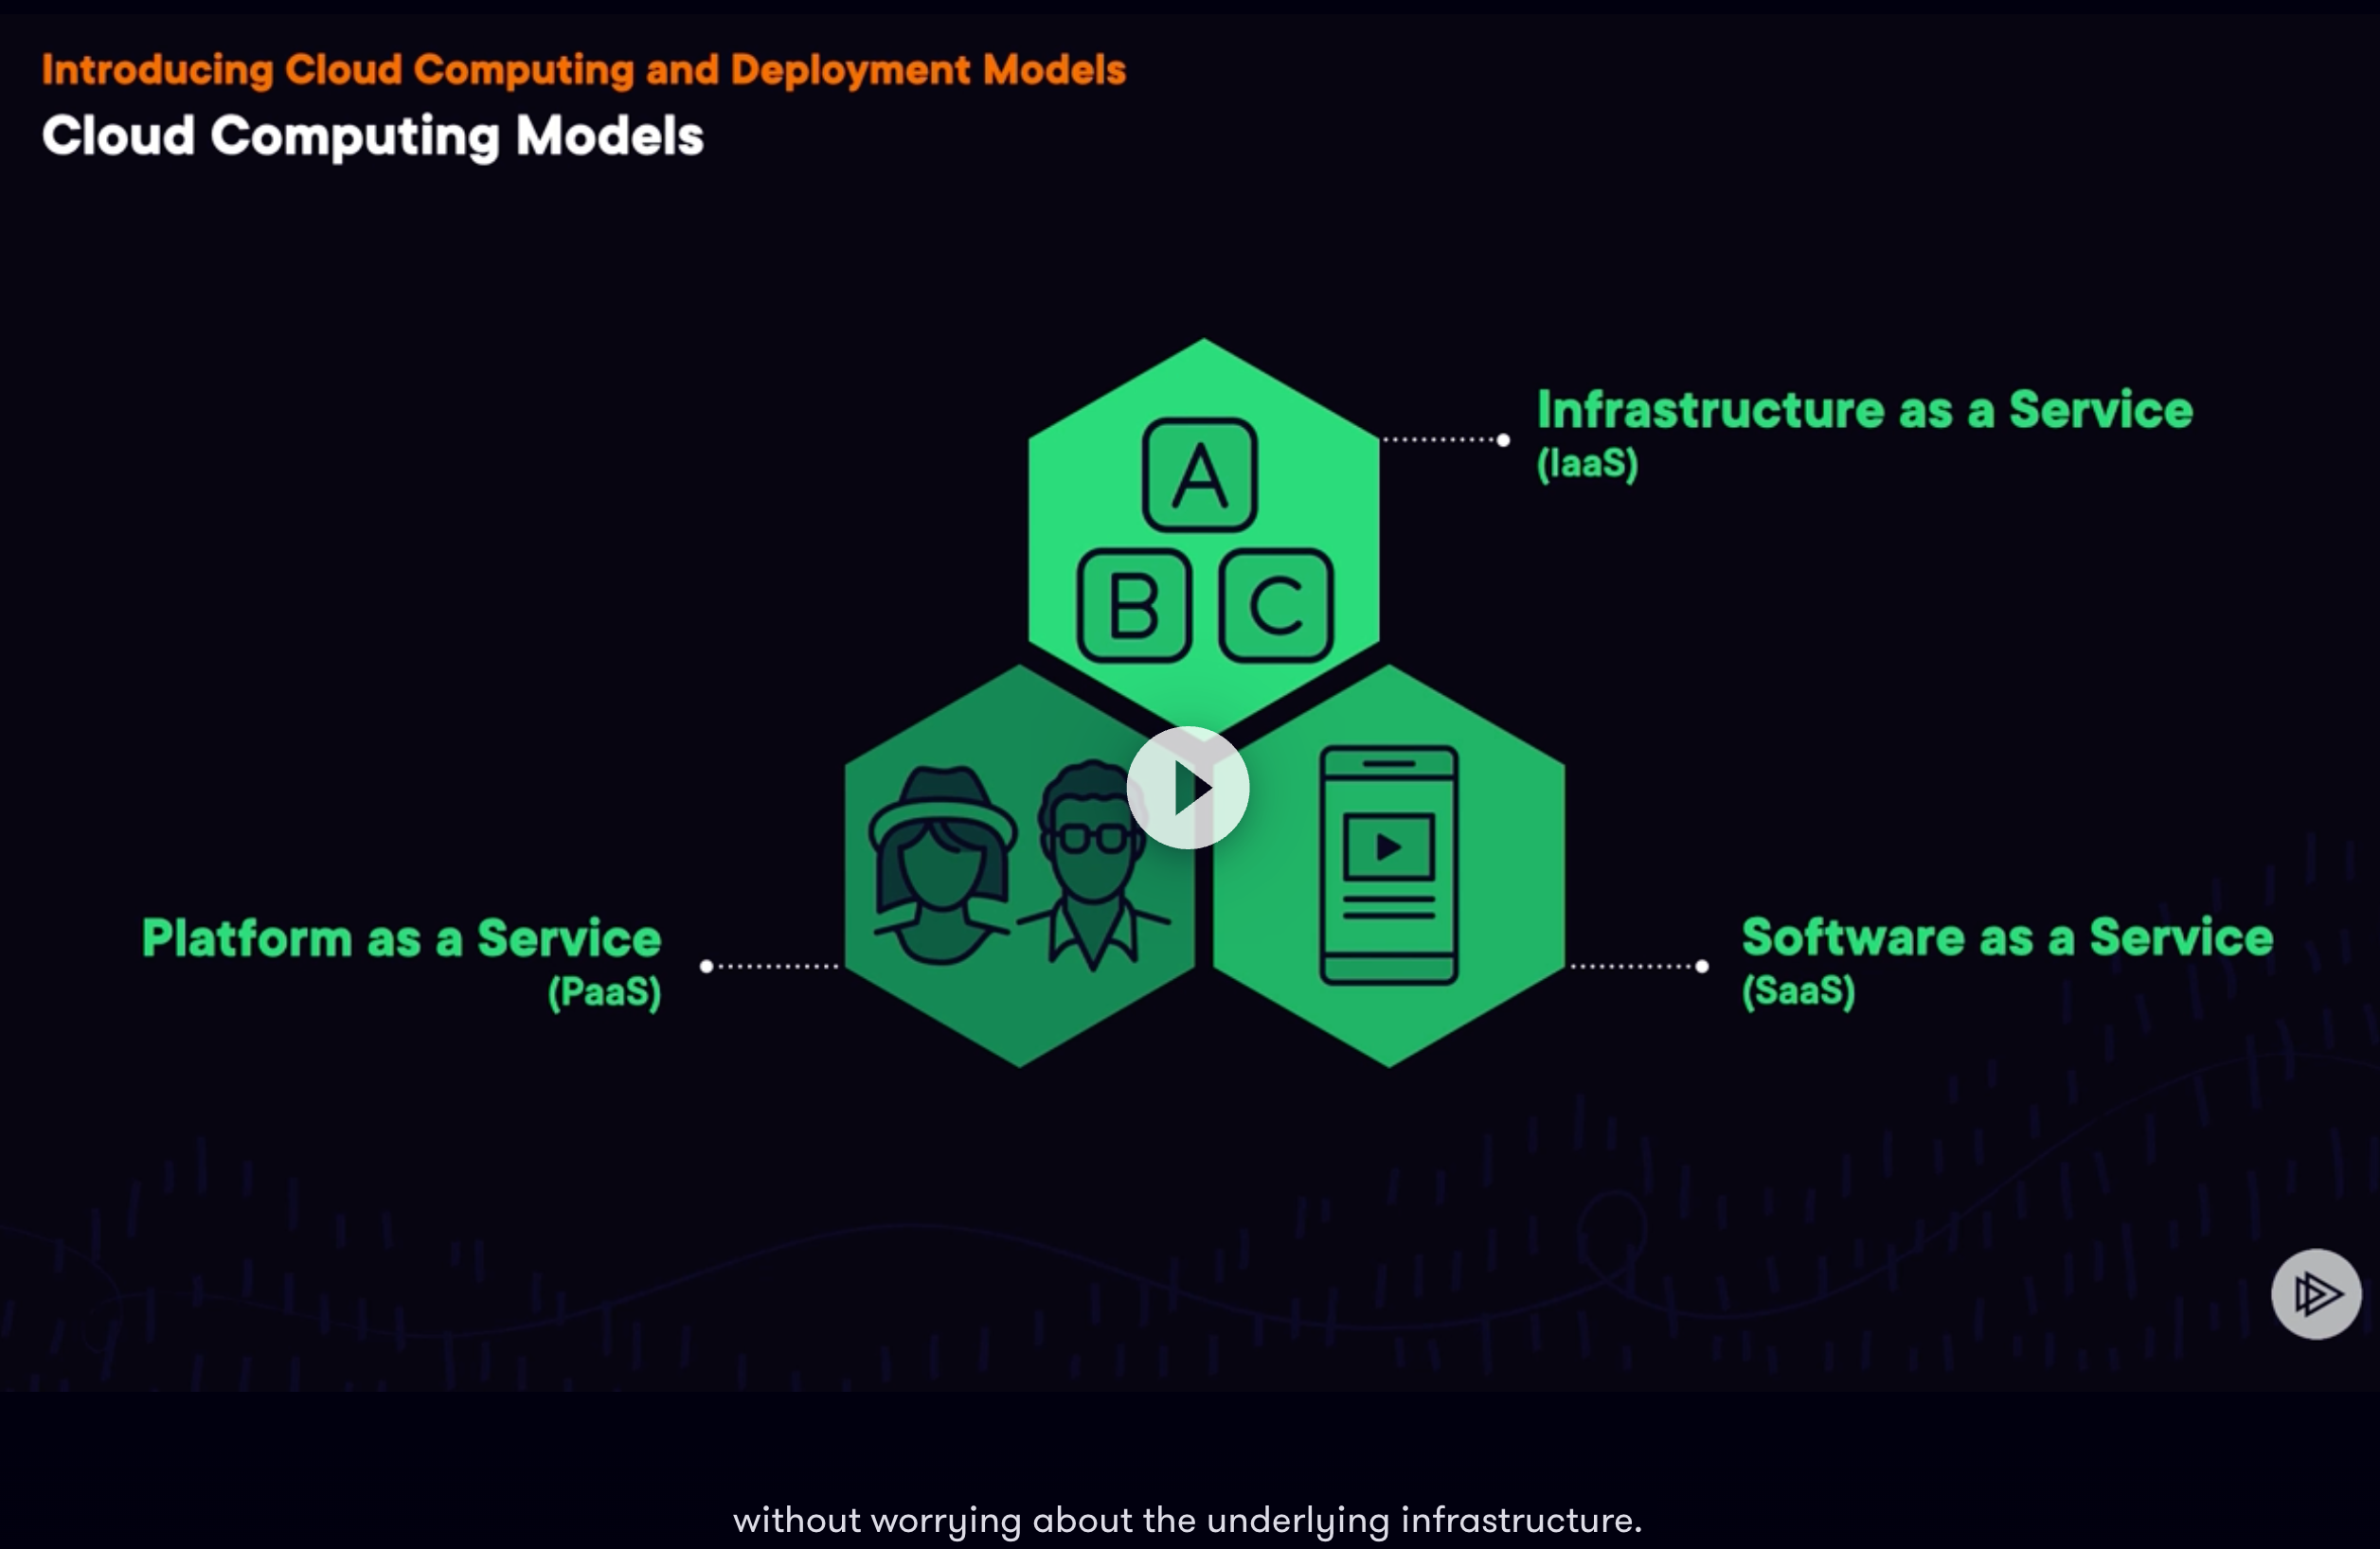 Introducing Cloud Computing and Deployment Models
Cloud Computing Models
Infrastructure as a Service
(IaaS)
A
B C
Platform as a Service
(PaaS)
Software as a Service
(SaaS)
without worrying about the underlying infrastructure.